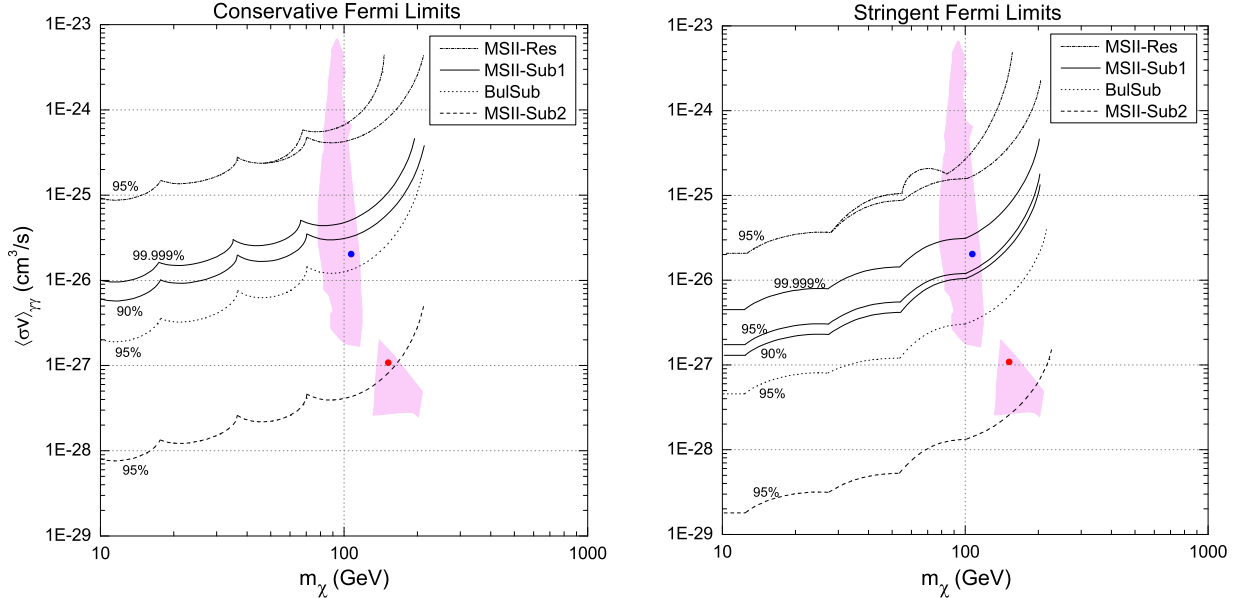 Conservative Fermi Limits
1E-23
1E-24
1E-25
1E-26
1E-27
1E-28
1E-29
⟨σv⟩γγ (cm³/s)
MSII-Res
MSII-Sub1
BulSub
MSII-Sub2
95%
99.999%
90%
95%
95%
10
100
1000
mχ (GeV)
Stringent Fermi Limits
1E-23
1E-24
1E-25
1E-26
1E-27
1E-28
1E-29
MSII-Res
MSII-Sub1
BulSub
MSII-Sub2
95%
99.999%
95%
90%
95%
95%
10
100
1000
mχ (GeV)